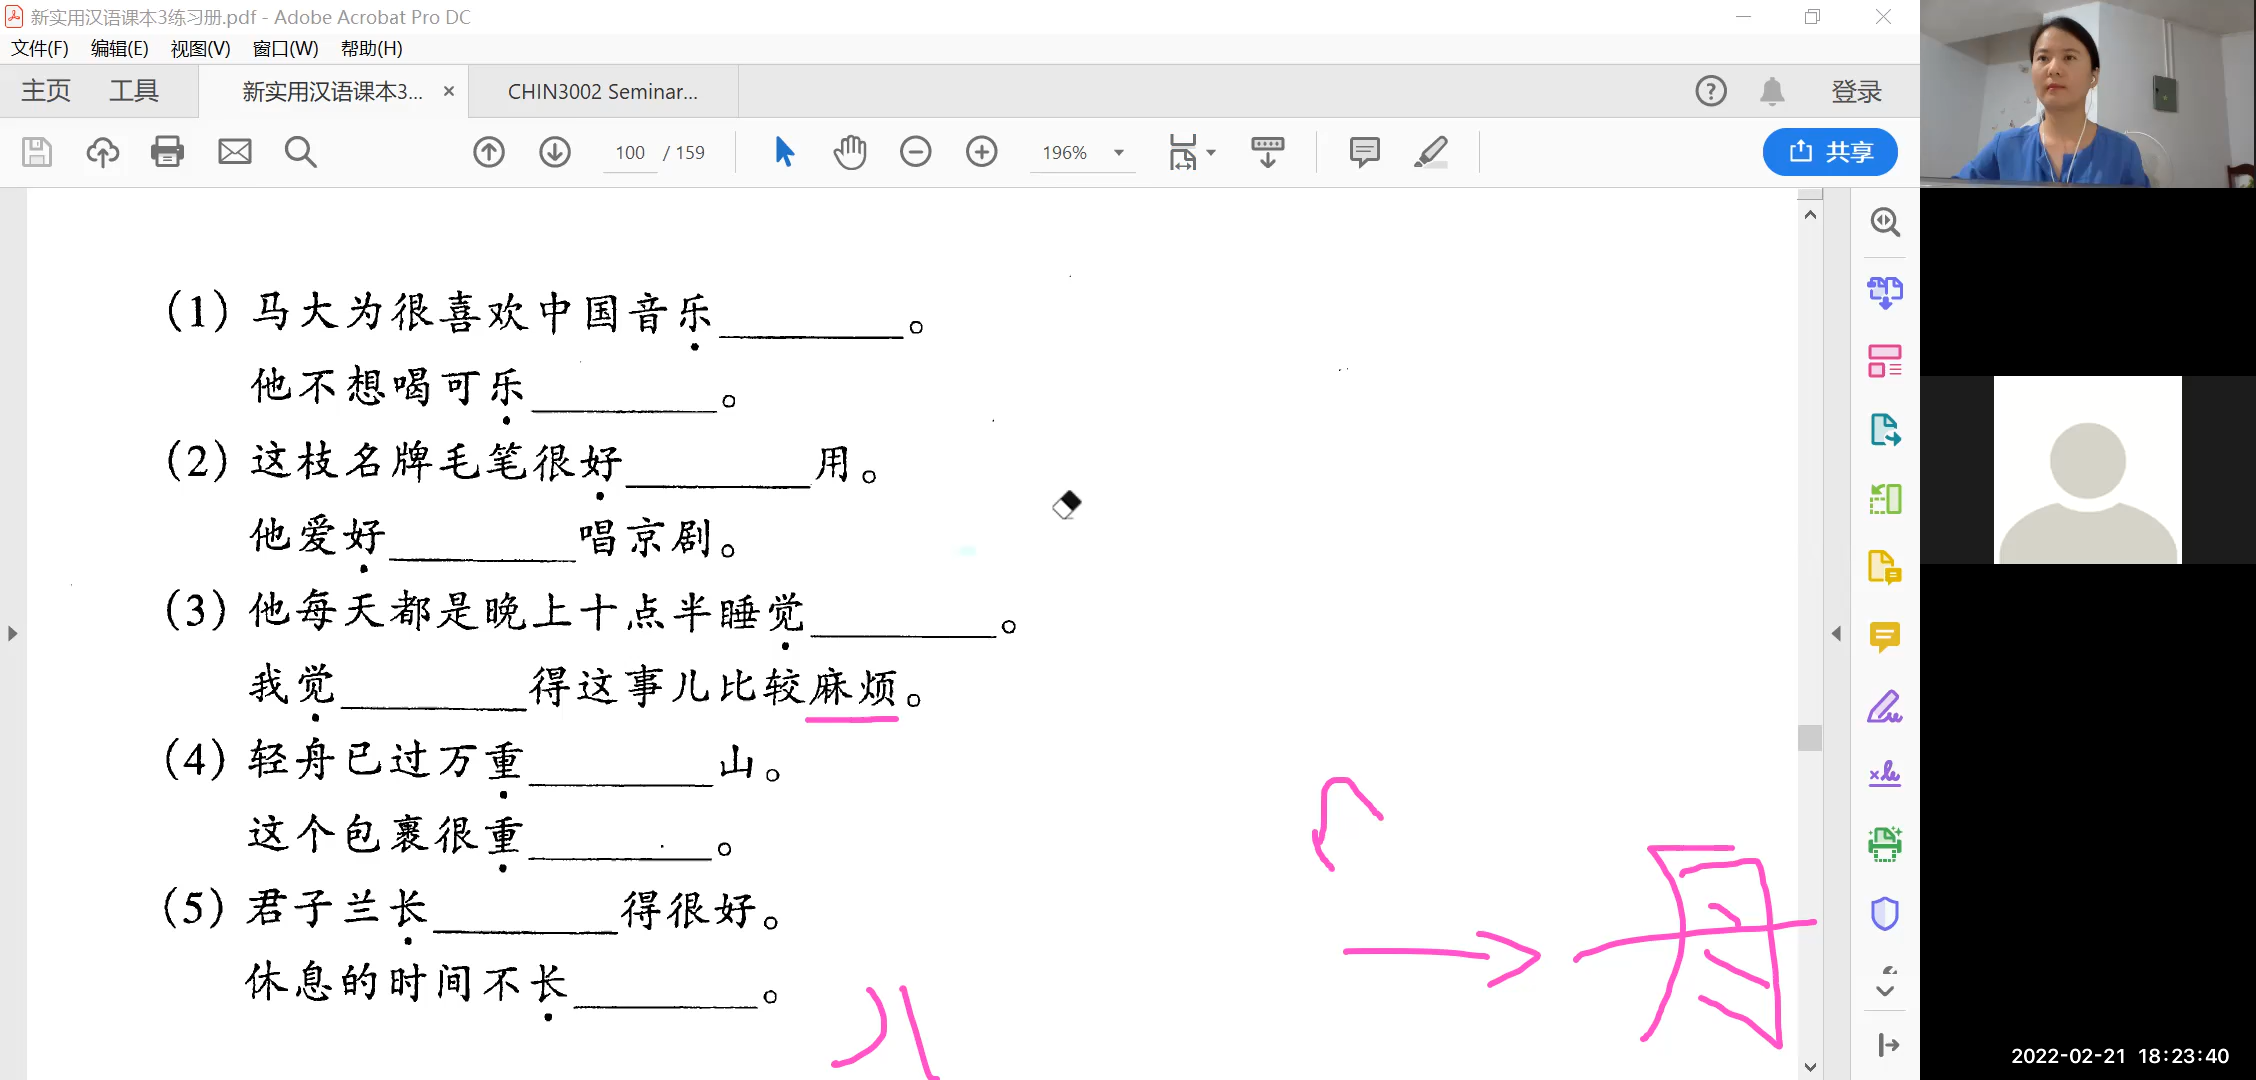 新实用汉语课本3练习册.pdf - Adobe Acrobat Pro DC
文件(F) 编辑(E) 视图(V) 窗口(W) 帮助(H)
主页 工具 新实用汉语课本3... × CHIN3002 Seminar... 登录
100 / 159 196% 共享
(1) 马大为很喜欢中国音乐________。
他不想喝可乐________。
(2) 这枝名牌毛笔很好________用。
他爱好________唱京剧。
(3) 他每天都是晚上十点半睡觉________。
我觉________得这事儿比较麻烦。
(4) 轻舟已过万重________山。
这个包裹很重________。
(5) 君子兰长________得很好。
休息的时间不长________。
2022-02-21 18:23:40